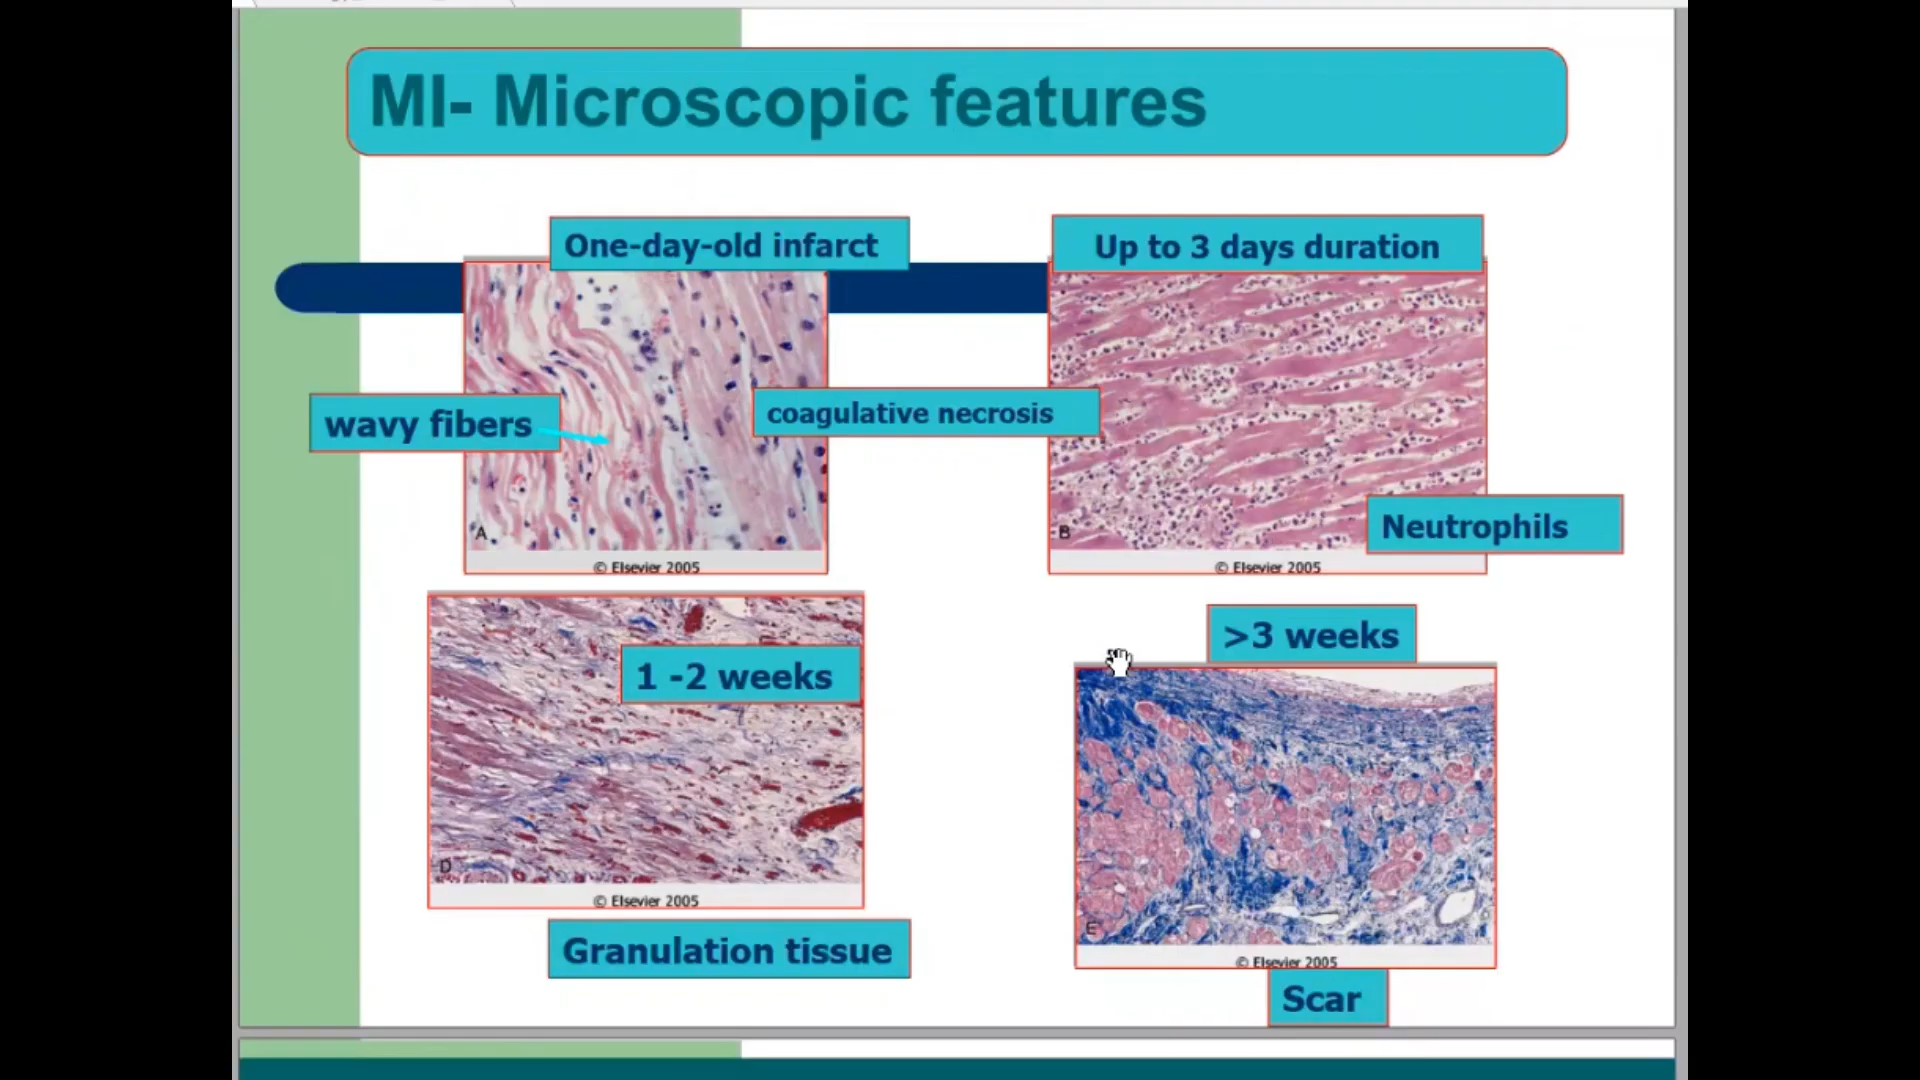 MI- Microscopic features
One-day-old infarct
Up to 3 days duration
wavy fibers
coagulative necrosis
Neutrophils
A
B
© Elsevier 2005
© Elsevier 2005
1 -2 weeks
>3 weeks
D
E
© Elsevier 2005
© Elsevier 2005
Granulation tissue
Scar